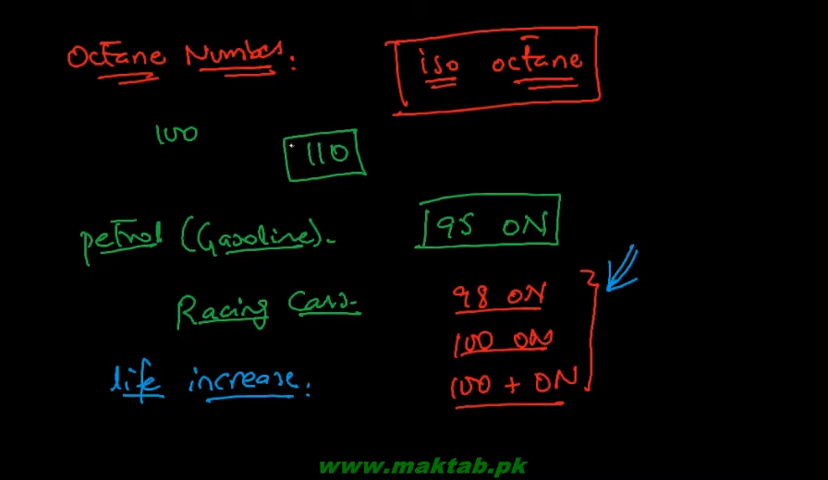 Octane Number: iso octane
100 110
petrol (Gasoline). 95 ON
Racing Cars. 98 ON
100 ON
life increase. 100 + ON
www.maktab.pk